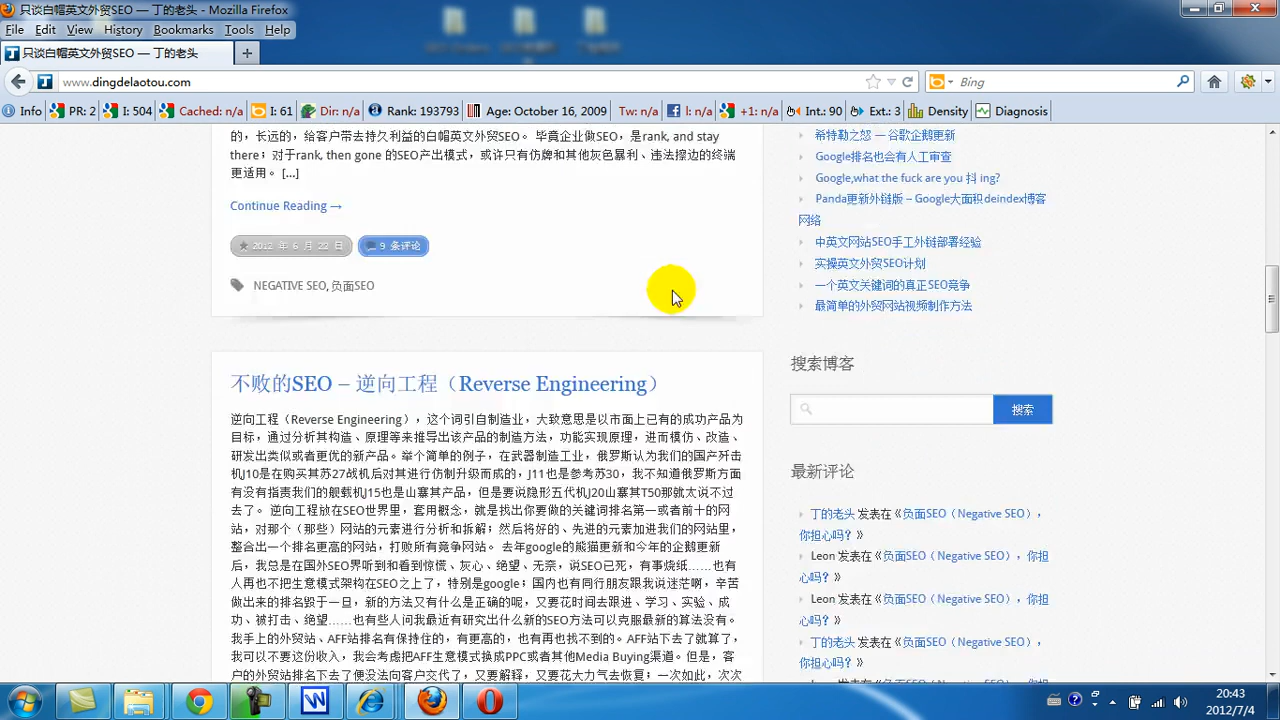 只谈白帽英文外贸SEO — 丁的老头 - Mozilla Firefox
File Edit View History Bookmarks Tools Help
只谈白帽英文外贸SEO — 丁的老头
www.dingdelaotou.com
Bing
Info PR: 2 I: 504 Cached: n/a I: 61 Dir: n/a Rank: 193793 Age: October 16, 2009 Tw: n/a l: n/a +1: n/a Int: 90 Ext: 3 Density Diagnosis
的，长远的，给客户带去持久利益的白帽英文外贸SEO。 毕竟企业做SEO，是rank, and stay
there；对于rank, then gone 的SEO产出模式，或许只有仿牌和其他灰色暴利、违法擦边的终端
更适用。 [...]
Continue Reading →
2012 年 6 月 22 日
9 条评论
NEGATIVE SEO, 负面SEO
不败的SEO – 逆向工程（Reverse Engineering）
逆向工程（Reverse Engineering），这个词引自制造业，大致意思是以市面上已有的成功产品为
目标，通过分析其构造、原理等来推导出该产品的制造方法，功能实现原理，进而模仿、改造、
研发出类似或者更优的新产品。举个简单的例子，在武器制造工业，俄罗斯认为我们的国产歼击
机J10是在购买其苏27战机后对其进行仿制升级而成的，J11也是参考苏30，我不知道俄罗斯方面
有没有指责我们的舰载机J15也是山寨其产品，但是要说隐形五代机J20山寨其T50那就太说不过
去了。 逆向工程放在SEO世界里，套用概念，就是找出你要做的关键词排名第一或者前十的网
站，对那个（那些）网站的元素进行分析和拆解；然后将好的、先进的元素加进我们的网站里，
整合出一个排名更高的网站，打败所有竞争网站。 去年google的熊猫更新和今年的企鹅更新
后，我总是在国外SEO界听到和看到惊慌、灰心、绝望、无奈，说SEO已死，有事烧纸……也有
人再也不把生意模式架构在SEO之上了，特别是google；国内也有同行朋友跟我说迷茫啊，辛苦
做出来的排名毁于一旦，新的方法又有什么是正确的呢，又要花时间去跟进、学习、实验、成
功、被打击、绝望……也有些人问我最近有研究出什么新的SEO方法可以克服最新的算法没有。
我手上的外贸站、AFF站排名有保持住的，有更高的，也有再也找不到的。AFF站下去了就算了，
我可以不要这份收入，我会考虑把AFF生意模式换成PPC或者其他Media Buying渠道。但是，客
户的外贸站排名下去了便没法向客户交代了，又要解释，又要花大力气去恢复；一次如此，次次
希特勒之怒 — 谷歌企鹅更新
Google排名也会有人工审查
Google,what the fuck are you 抖 ing?
Panda更新外链版 – Google大面积deindex博客
网络
中英文网站SEO手工外链部署经验
实操英文外贸SEO计划
一个英文关键词的真正SEO竞争
最简单的外贸网站视频制作方法
搜索博客
搜索
最新评论
丁的老头 发表在《负面SEO（Negative SEO），
你担心吗？》
Leon 发表在《负面SEO（Negative SEO），你担
心吗？》
Leon 发表在《负面SEO（Negative SEO），你担
心吗？》
丁的老头 发表在《负面SEO（Negative SEO），
你担心吗？》
20:43
2012/7/4